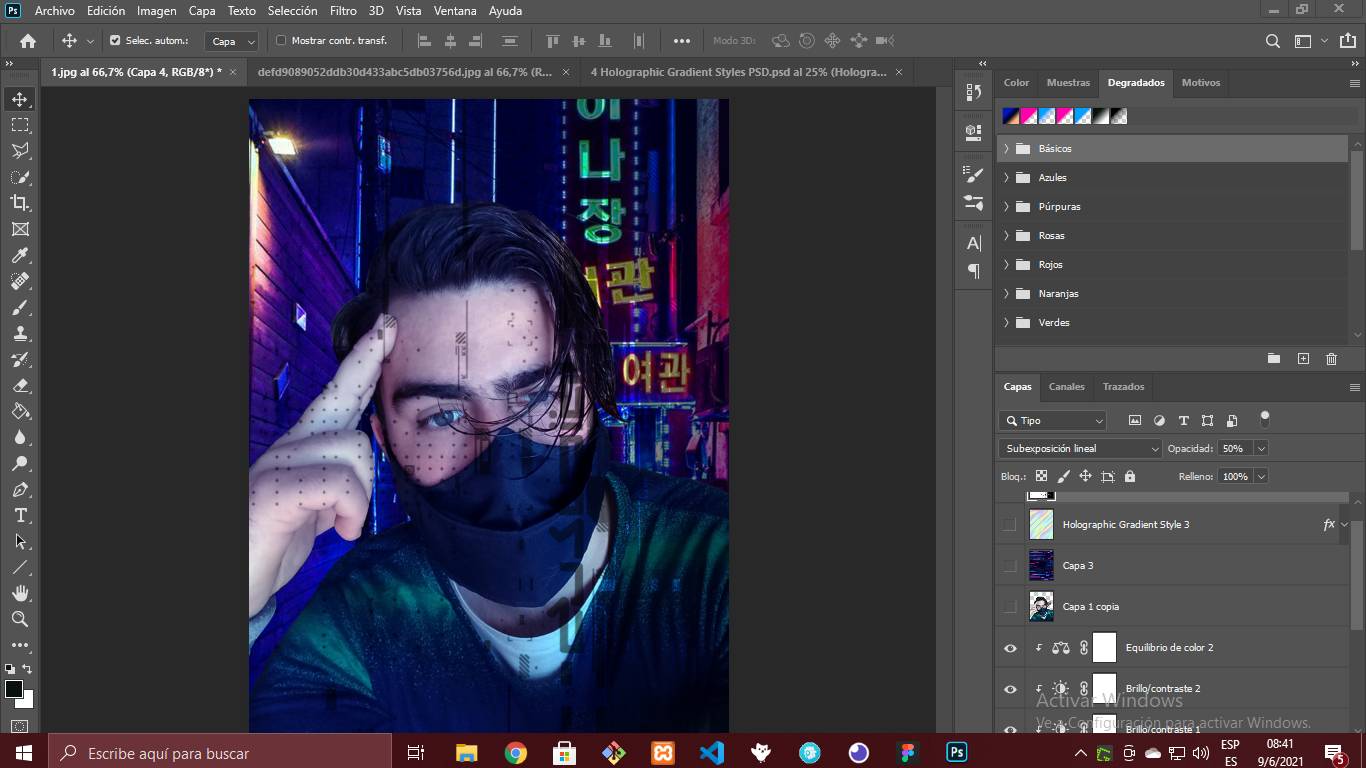 Ps Archivo Edición Imagen Capa Texto Selección Filtro 3D Vista Ventana Ayuda
Selec. autom.: Capa Mostrar contr. transf. Modo 3D:
1.jpg al 66,7% (Capa 4, RGB/8*) * defd9089052ddb30d433abc5db03756d.jpg al 66,7% (R... 4 Holographic Gradient Styles PSD.psd al 25% (Hologra...
Color Muestras Degradados Motivos
Básicos
Azules
Púrpuras
Rosas
Rojos
Naranjas
Verdes
나
장
여관
Capas Canales Trazados
Tipo
Subexposición lineal Opacidad: 50%
Bloq.: Relleno: 100%
Holographic Gradient Style 3 fx
Capa 3
Capa 1 copia
Equilibrio de color 2
Brillo/contraste 2
Brillo/contraste 1
Activar Windows
Ve a Configuración para activar Windows.
Escribe aquí para buscar
Ps
ESP
ES
08:41
9/6/2021
5